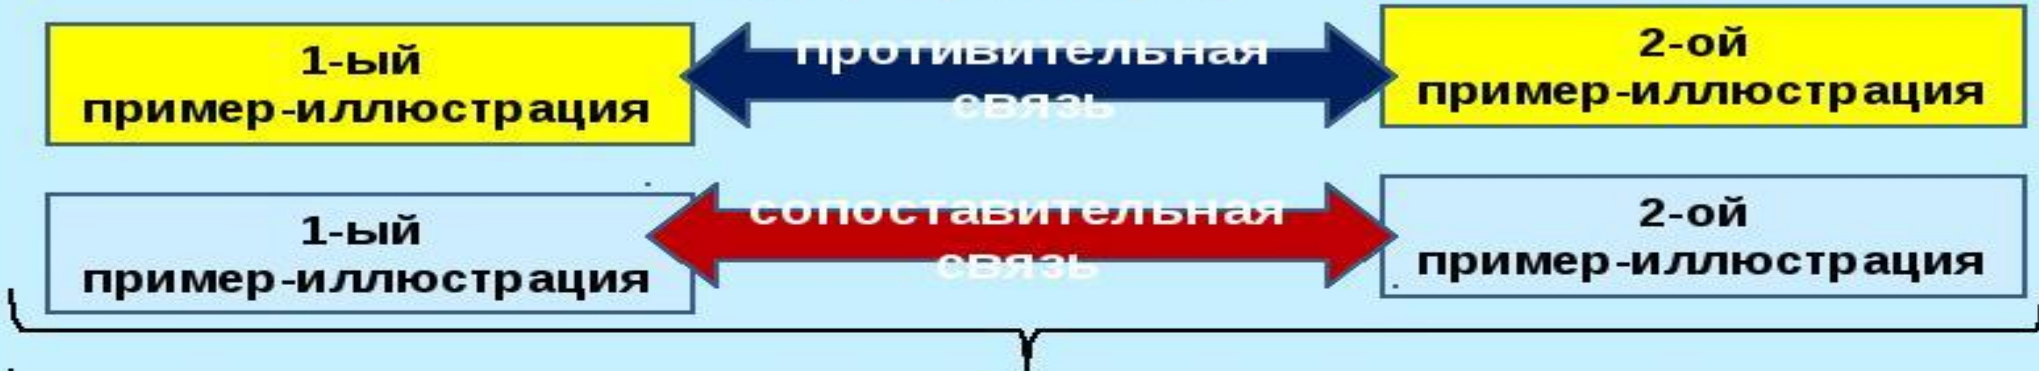 1-ый
пример-иллюстрация
противительная
связь
2-ой
пример-иллюстрация
1-ый
пример-иллюстрация
сопоставительная
связь
2-ой
пример-иллюстрация